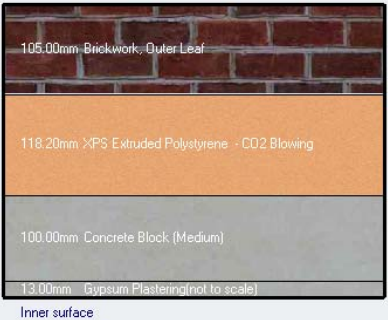 105.00mm Brickwork, Outer Leaf
118.20mm XPS Extruded Polystyrene - CO2 Blowing
100.00mm Concrete Block (Medium)
13.00mm Gypsum Plastering(not to scale)
Inner surface